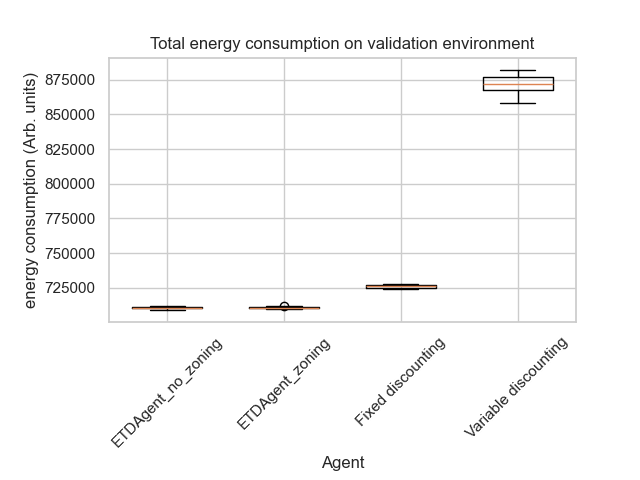 Total energy consumption on validation environment
energy consumption (Arb. units)
875000
850000
825000
800000
775000
750000
725000
ETDAgent_no_zoning
ETDAgent_zoning
Fixed discounting
Variable discounting
Agent